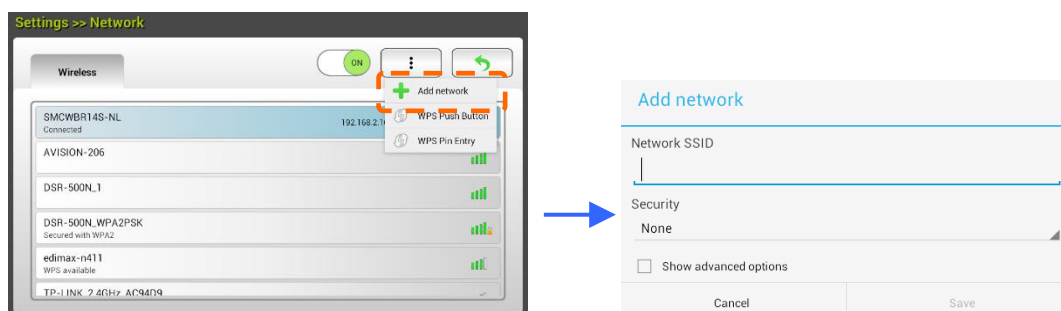 Settings >> Network
Wireless
ON
Add network
WPS Push Button
WPS Pin Entry
SMCWBR14S-NL
Connected
192.168.2.1
AVISION-206
DSR-500N_1
DSR-500N_WPA2PSK
Secured with WPA2
edimax-n411
WPS available
TP-LINK_2.4GHz_AC94D9
Add network
Network SSID
Security
None
Show advanced options
Cancel
Save